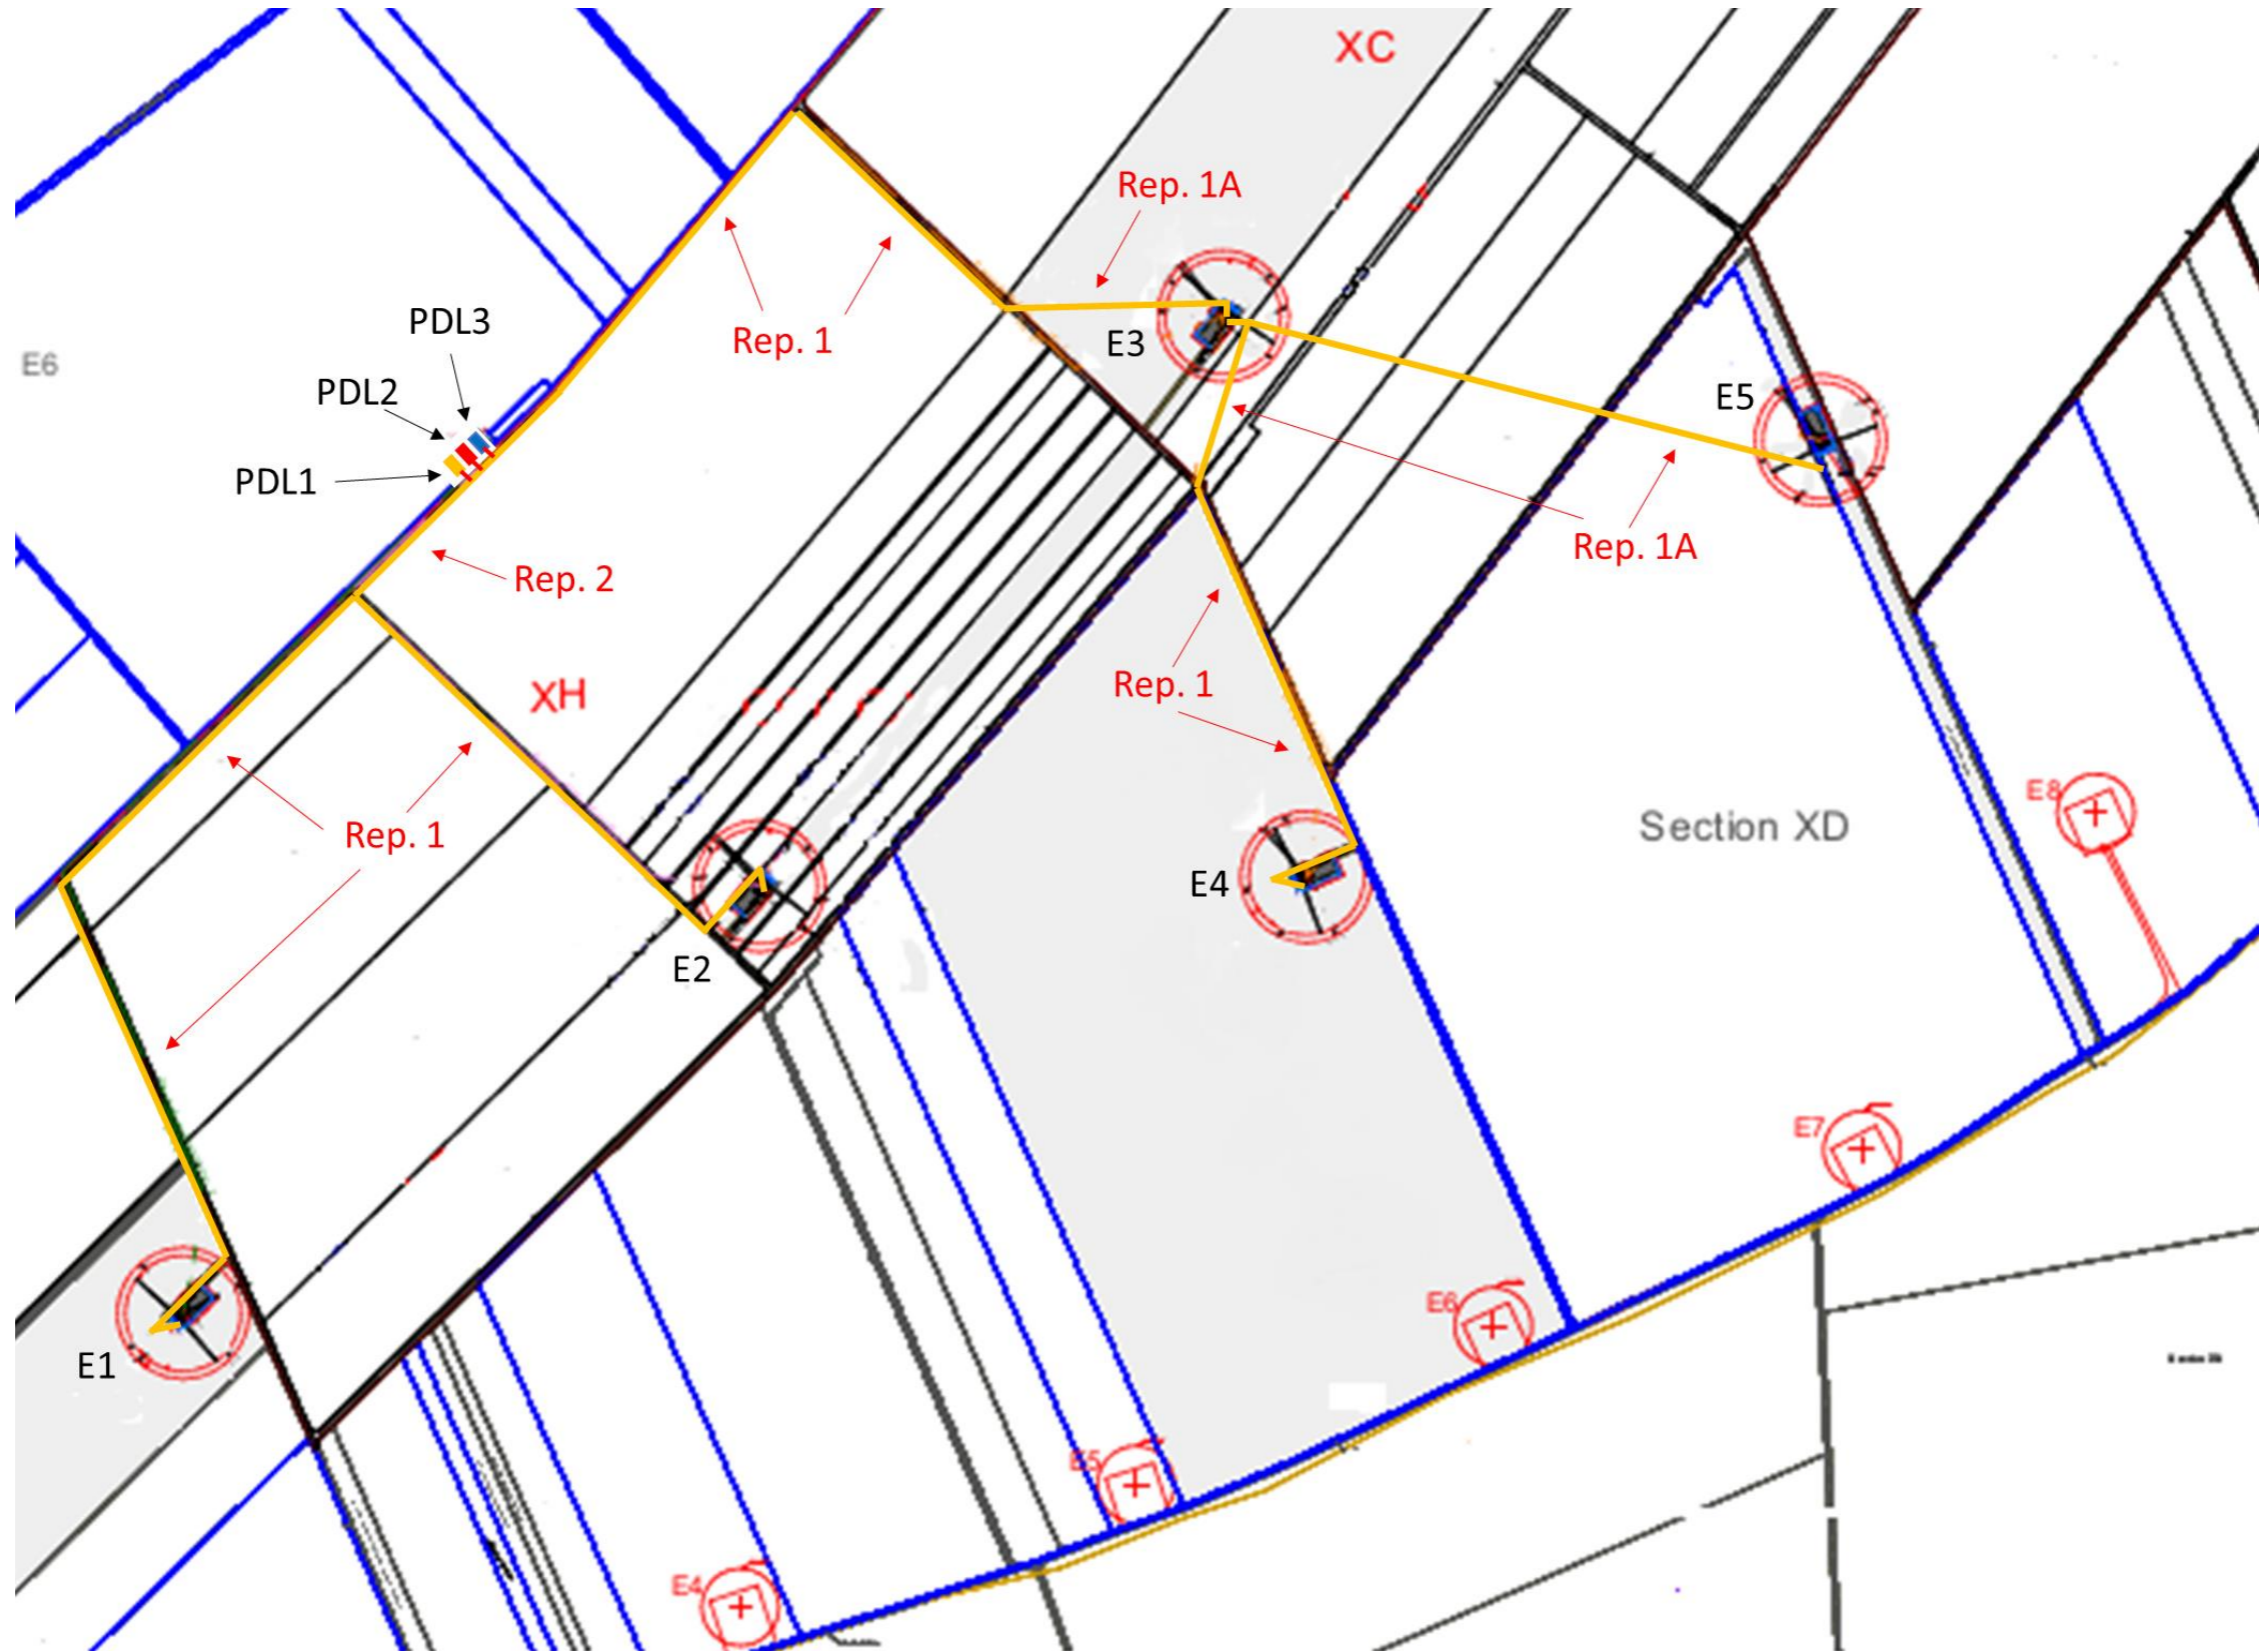 XC
Rep. 1A
PDL3
Rep. 1
E3
E6
PDL2
E5
PDL1
Rep. 1A
Rep. 2
Rep. 1
XH
E8
Section XD
Rep. 1
E4
E2
E7
E6
E1
E5
E4